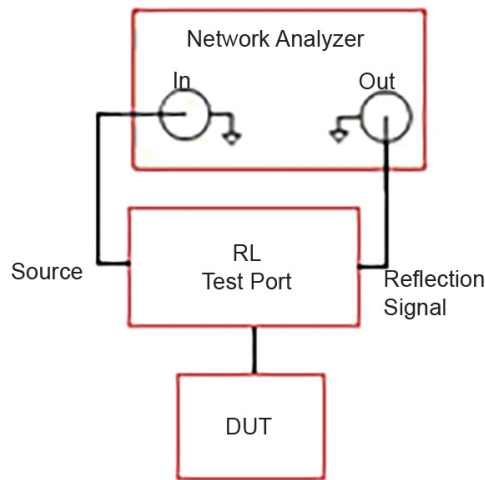 Network Analyzer
In
Out
RL
Test Port
Source
Reflection
Signal
DUT